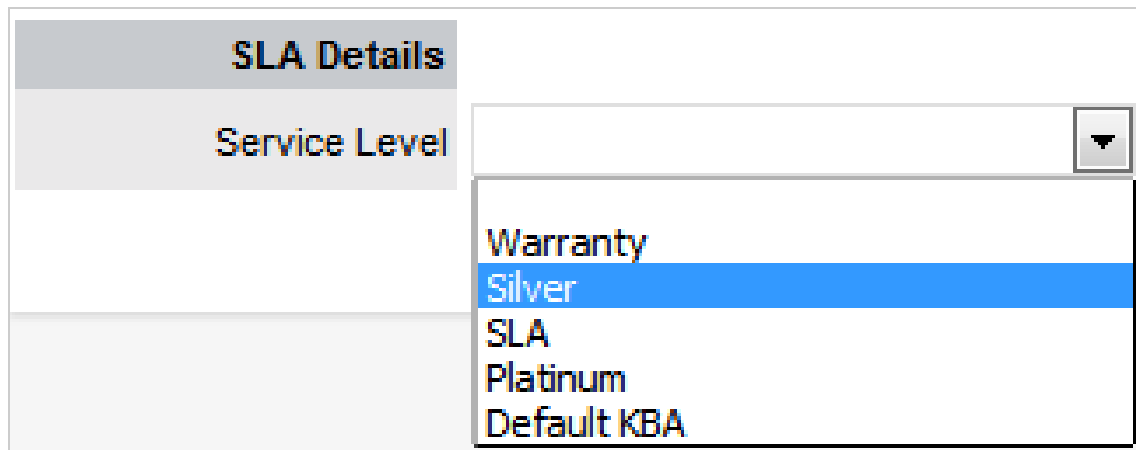 SLA Details
Service Level
Warranty
Silver
SLA
Platinum
Default KBA